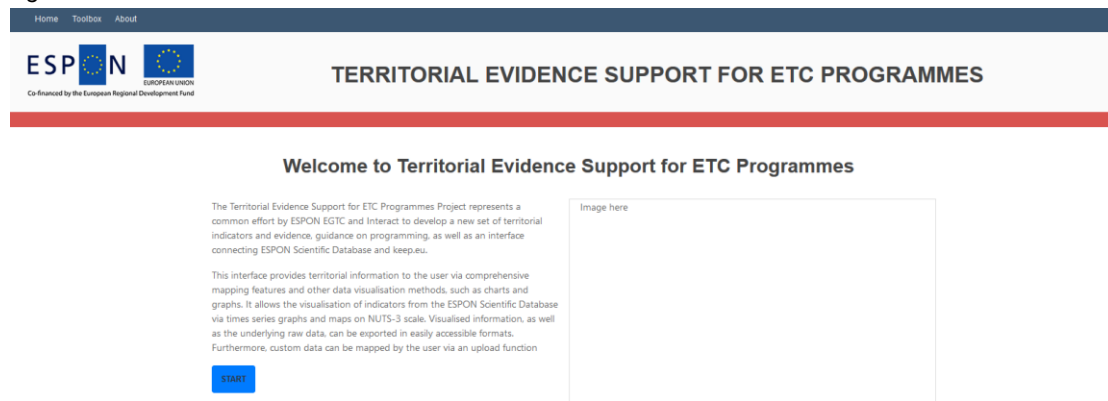 Home Toolbox About
ESPON
EUROPEAN UNION
Co-financed by the European Regional Development Fund
TERRITORIAL EVIDENCE SUPPORT FOR ETC PROGRAMMES
Welcome to Territorial Evidence Support for ETC Programmes
The Territorial Evidence Support for ETC Programmes Project represents a
common effort by ESPON EGTC and Interact to develop a new set of territorial
indicators and evidence, guidance on programming, as well as an interface
connecting ESPON Scientific Database and keep.eu.
This interface provides territorial information to the user via comprehensive
mapping features and other data visualisation methods, such as charts and
graphs. It allows the visualisation of indicators from the ESPON Scientific Database
via times series graphs and maps on NUTS-3 scale. Visualised information, as well
as the underlying raw data, can be exported in easily accessible formats.
Furthermore, custom data can be mapped by the user via an upload function
START
Image here